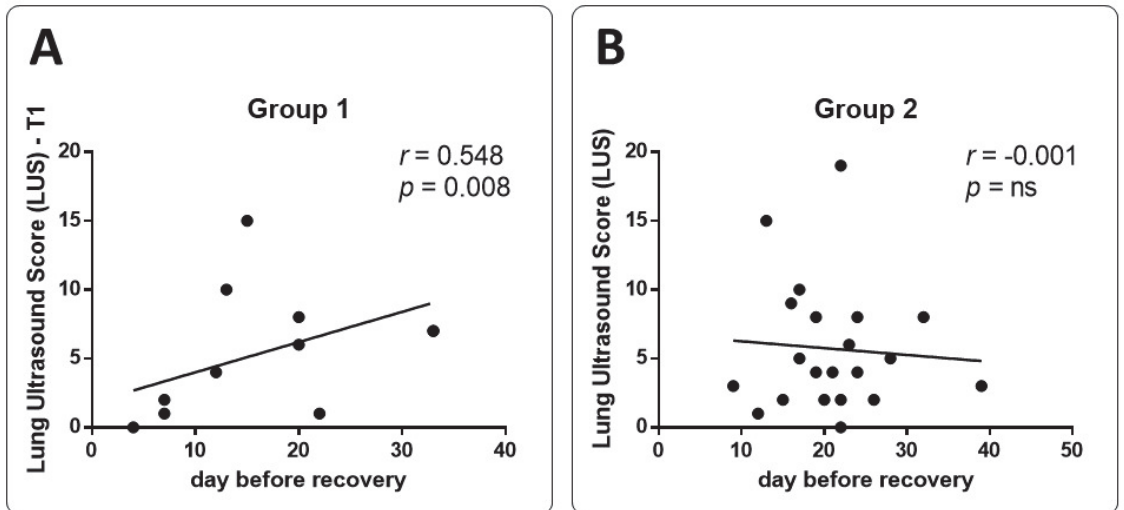 A
Group 1
Lung Ultrasound Score (LUS) - T1
r = 0.548
p = 0.008
20
15
10
5
0
0 10 20 30 40
day before recovery
B
Group 2
Lung Ultrasound Score (LUS)
r = -0.001
p = ns
20
15
10
5
0
0 10 20 30 40 50
day before recovery